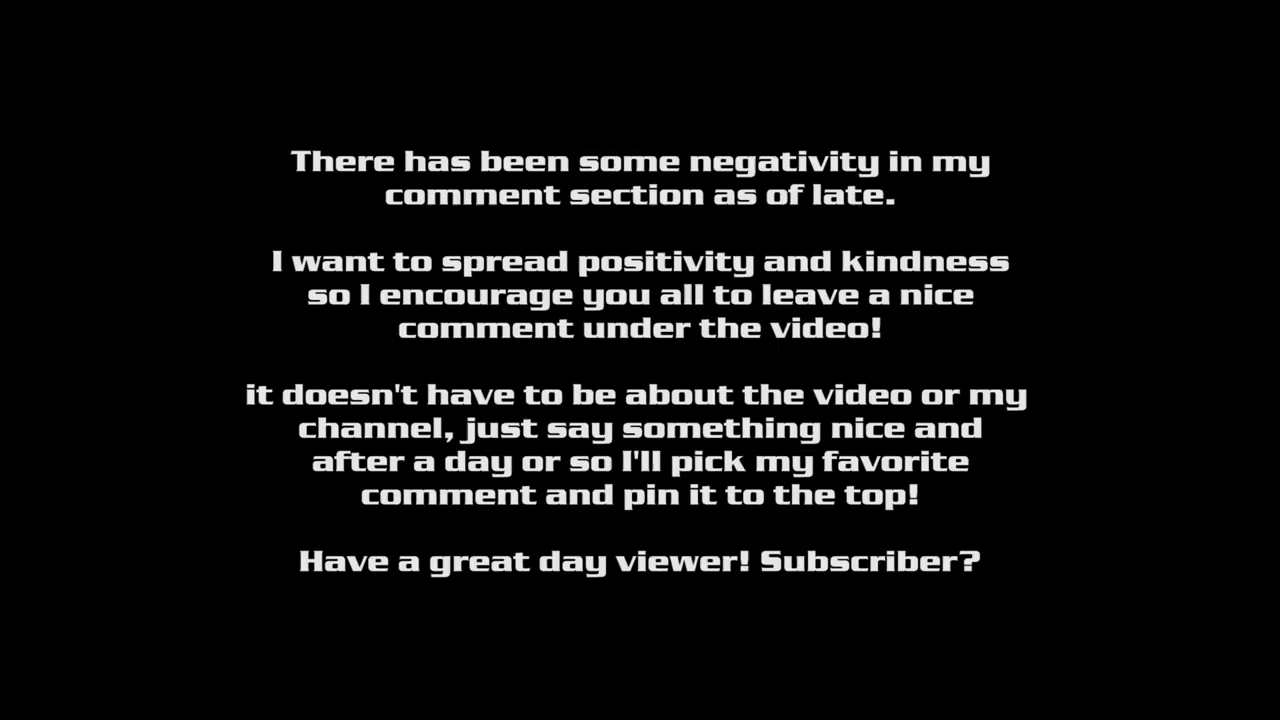 There has been some negativity in my
comment section as of late.
I want to spread positivity and kindness
so I encourage you all to leave a nice
comment under the video!
it doesn't have to be about the video or my
channel, just say something nice and
after a day or so I'll pick my favorite
comment and pin it to the top!
Have a great day viewer! Subscriber?